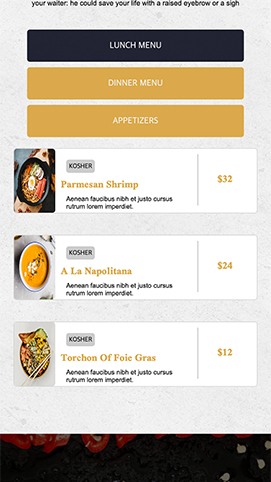 your waiter: he could save your life with a raised eyebrow or a sigh
LUNCH MENU
DINNER MENU
APPETIZERS
KOSHER
Parmesan Shrimp
Aenean faucibus nibh et justo cursus
rutrum lorem imperdiet.
$32
KOSHER
A La Napolitana
Aenean faucibus nibh et justo cursus
rutrum lorem imperdiet.
$24
KOSHER
Torchon Of Foie Gras
Aenean faucibus nibh et justo cursus
rutrum lorem imperdiet.
$12